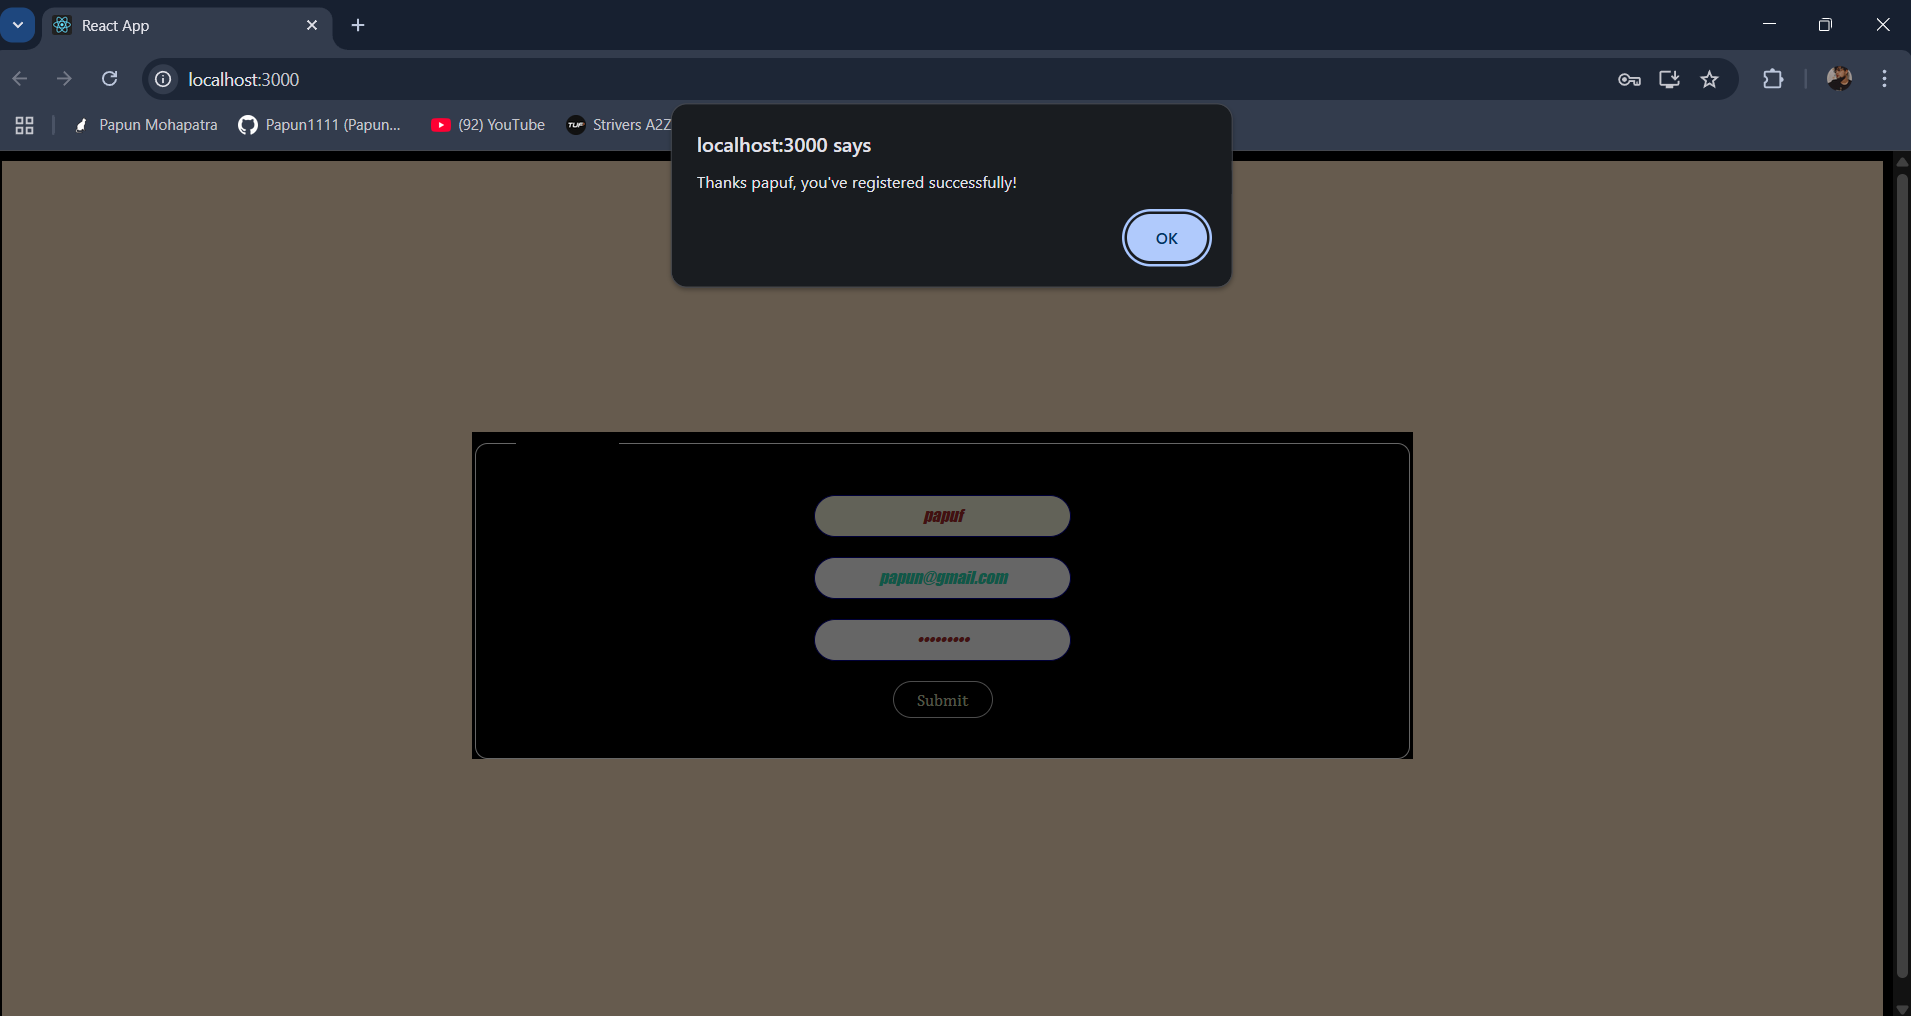 React App
localhost:3000
Papun Mohapatra
Papun1111 (Papun...
(92) YouTube
TUF
Strivers A2Z
localhost:3000 says
Thanks papuf, you've registered successfully!
OK
papuf
papun@gmail.com
•••••••••
Submit